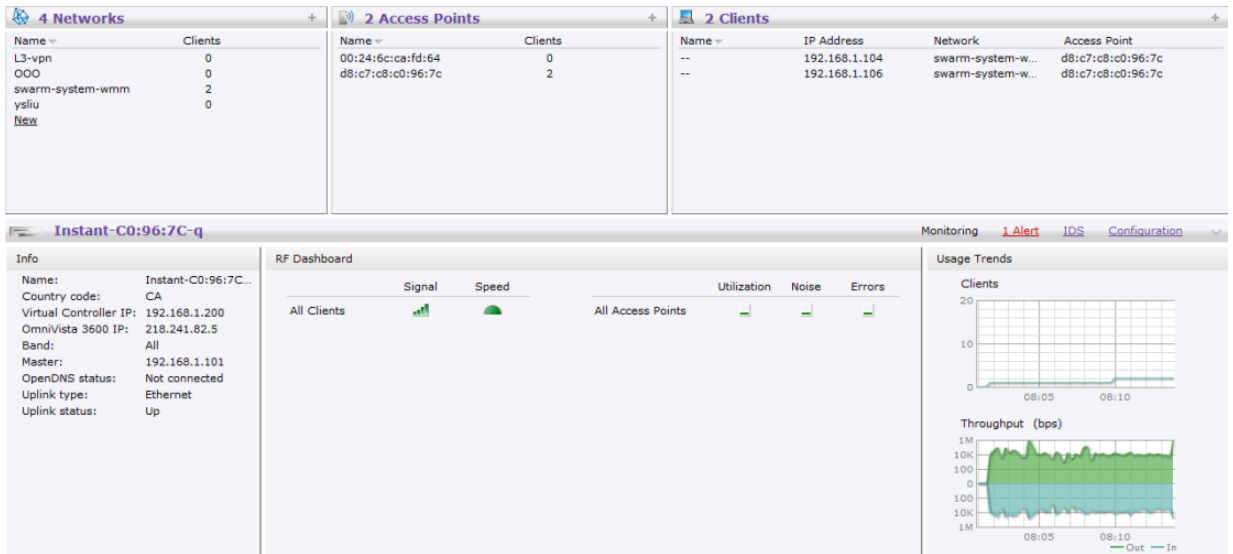 4 Networks +
Name Clients
L3-vpn 0
OOO 0
swarm-system-wmm 2
ysliu 0
New
2 Access Points +
Name Clients
00:24:6c:ca:fd:64 0
d8:c7:c8:c0:96:7c 2
2 Clients +
Name IP Address Network Access Point
-- 192.168.1.104 swarm-system-w... d8:c7:c8:c0:96:7c
-- 192.168.1.106 swarm-system-w... d8:c7:c8:c0:96:7c
Instant-C0:96:7C-q
Monitoring 1 Alert IDS Configuration
Info
Name: Instant-C0:96:7C...
Country code: CA
Virtual Controller IP: 192.168.1.200
OmniVista 3600 IP: 218.241.82.5
Band: All
Master: 192.168.1.101
OpenDNS status: Not connected
Uplink type: Ethernet
Uplink status: Up
RF Dashboard
Signal Speed
All Clients
Utilization Noise Errors
All Access Points
Usage Trends
Clients
20
10
0
08:05 08:10
Throughput (bps)
1M
10K
100
0
100
10K
1M
08:05 08:10
Out In